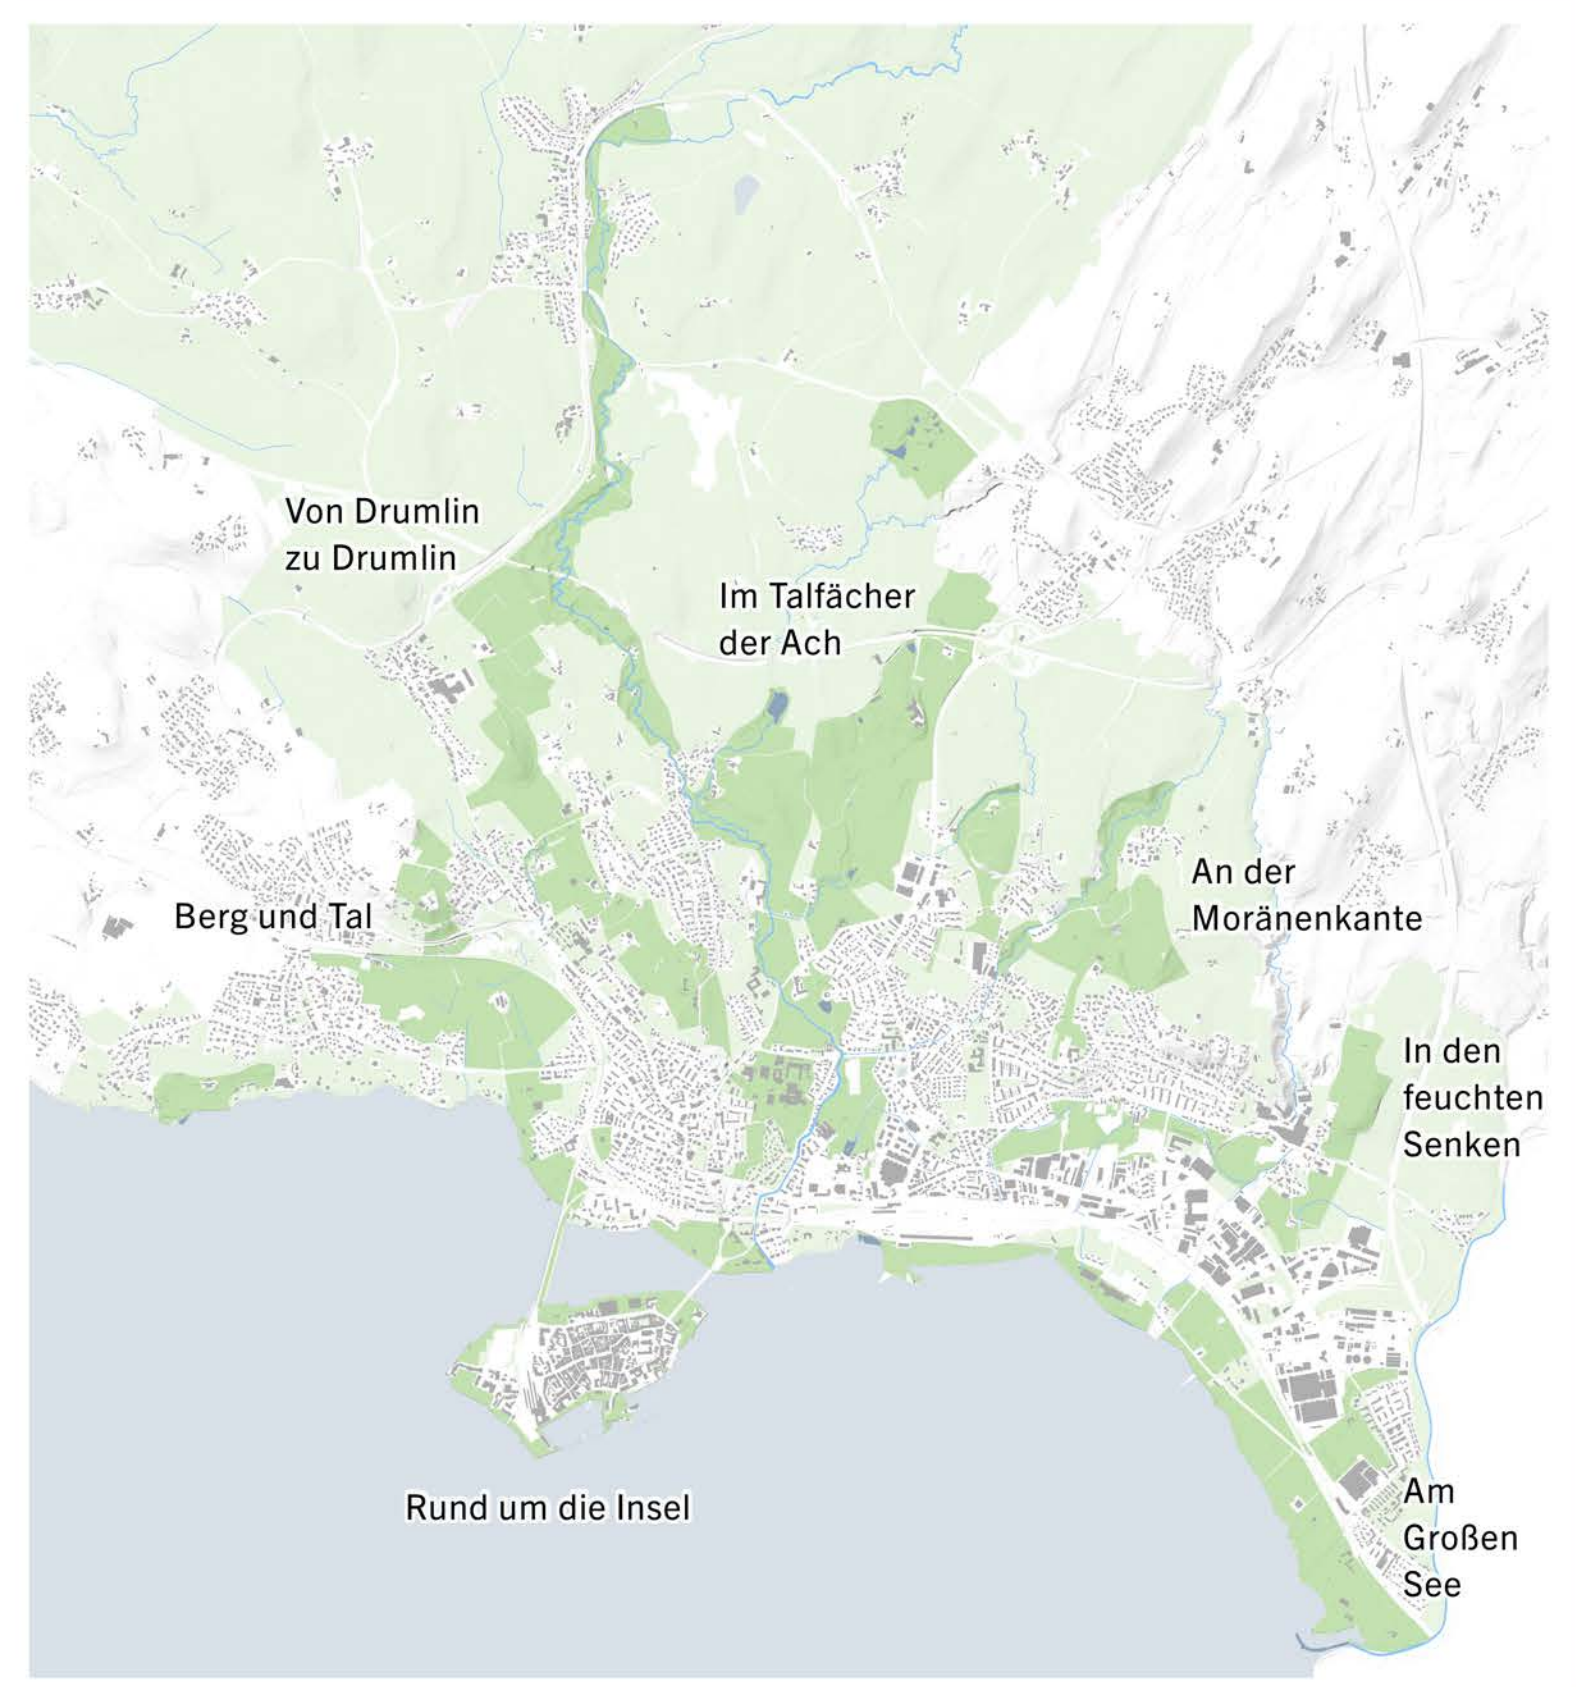 Von Drumlin
zu Drumlin
Im Talfächer
der Ach
An der
Moränenkante
Berg und Tal
In den
feuchten
Senken
Rund um die Insel
Am
Großen
See